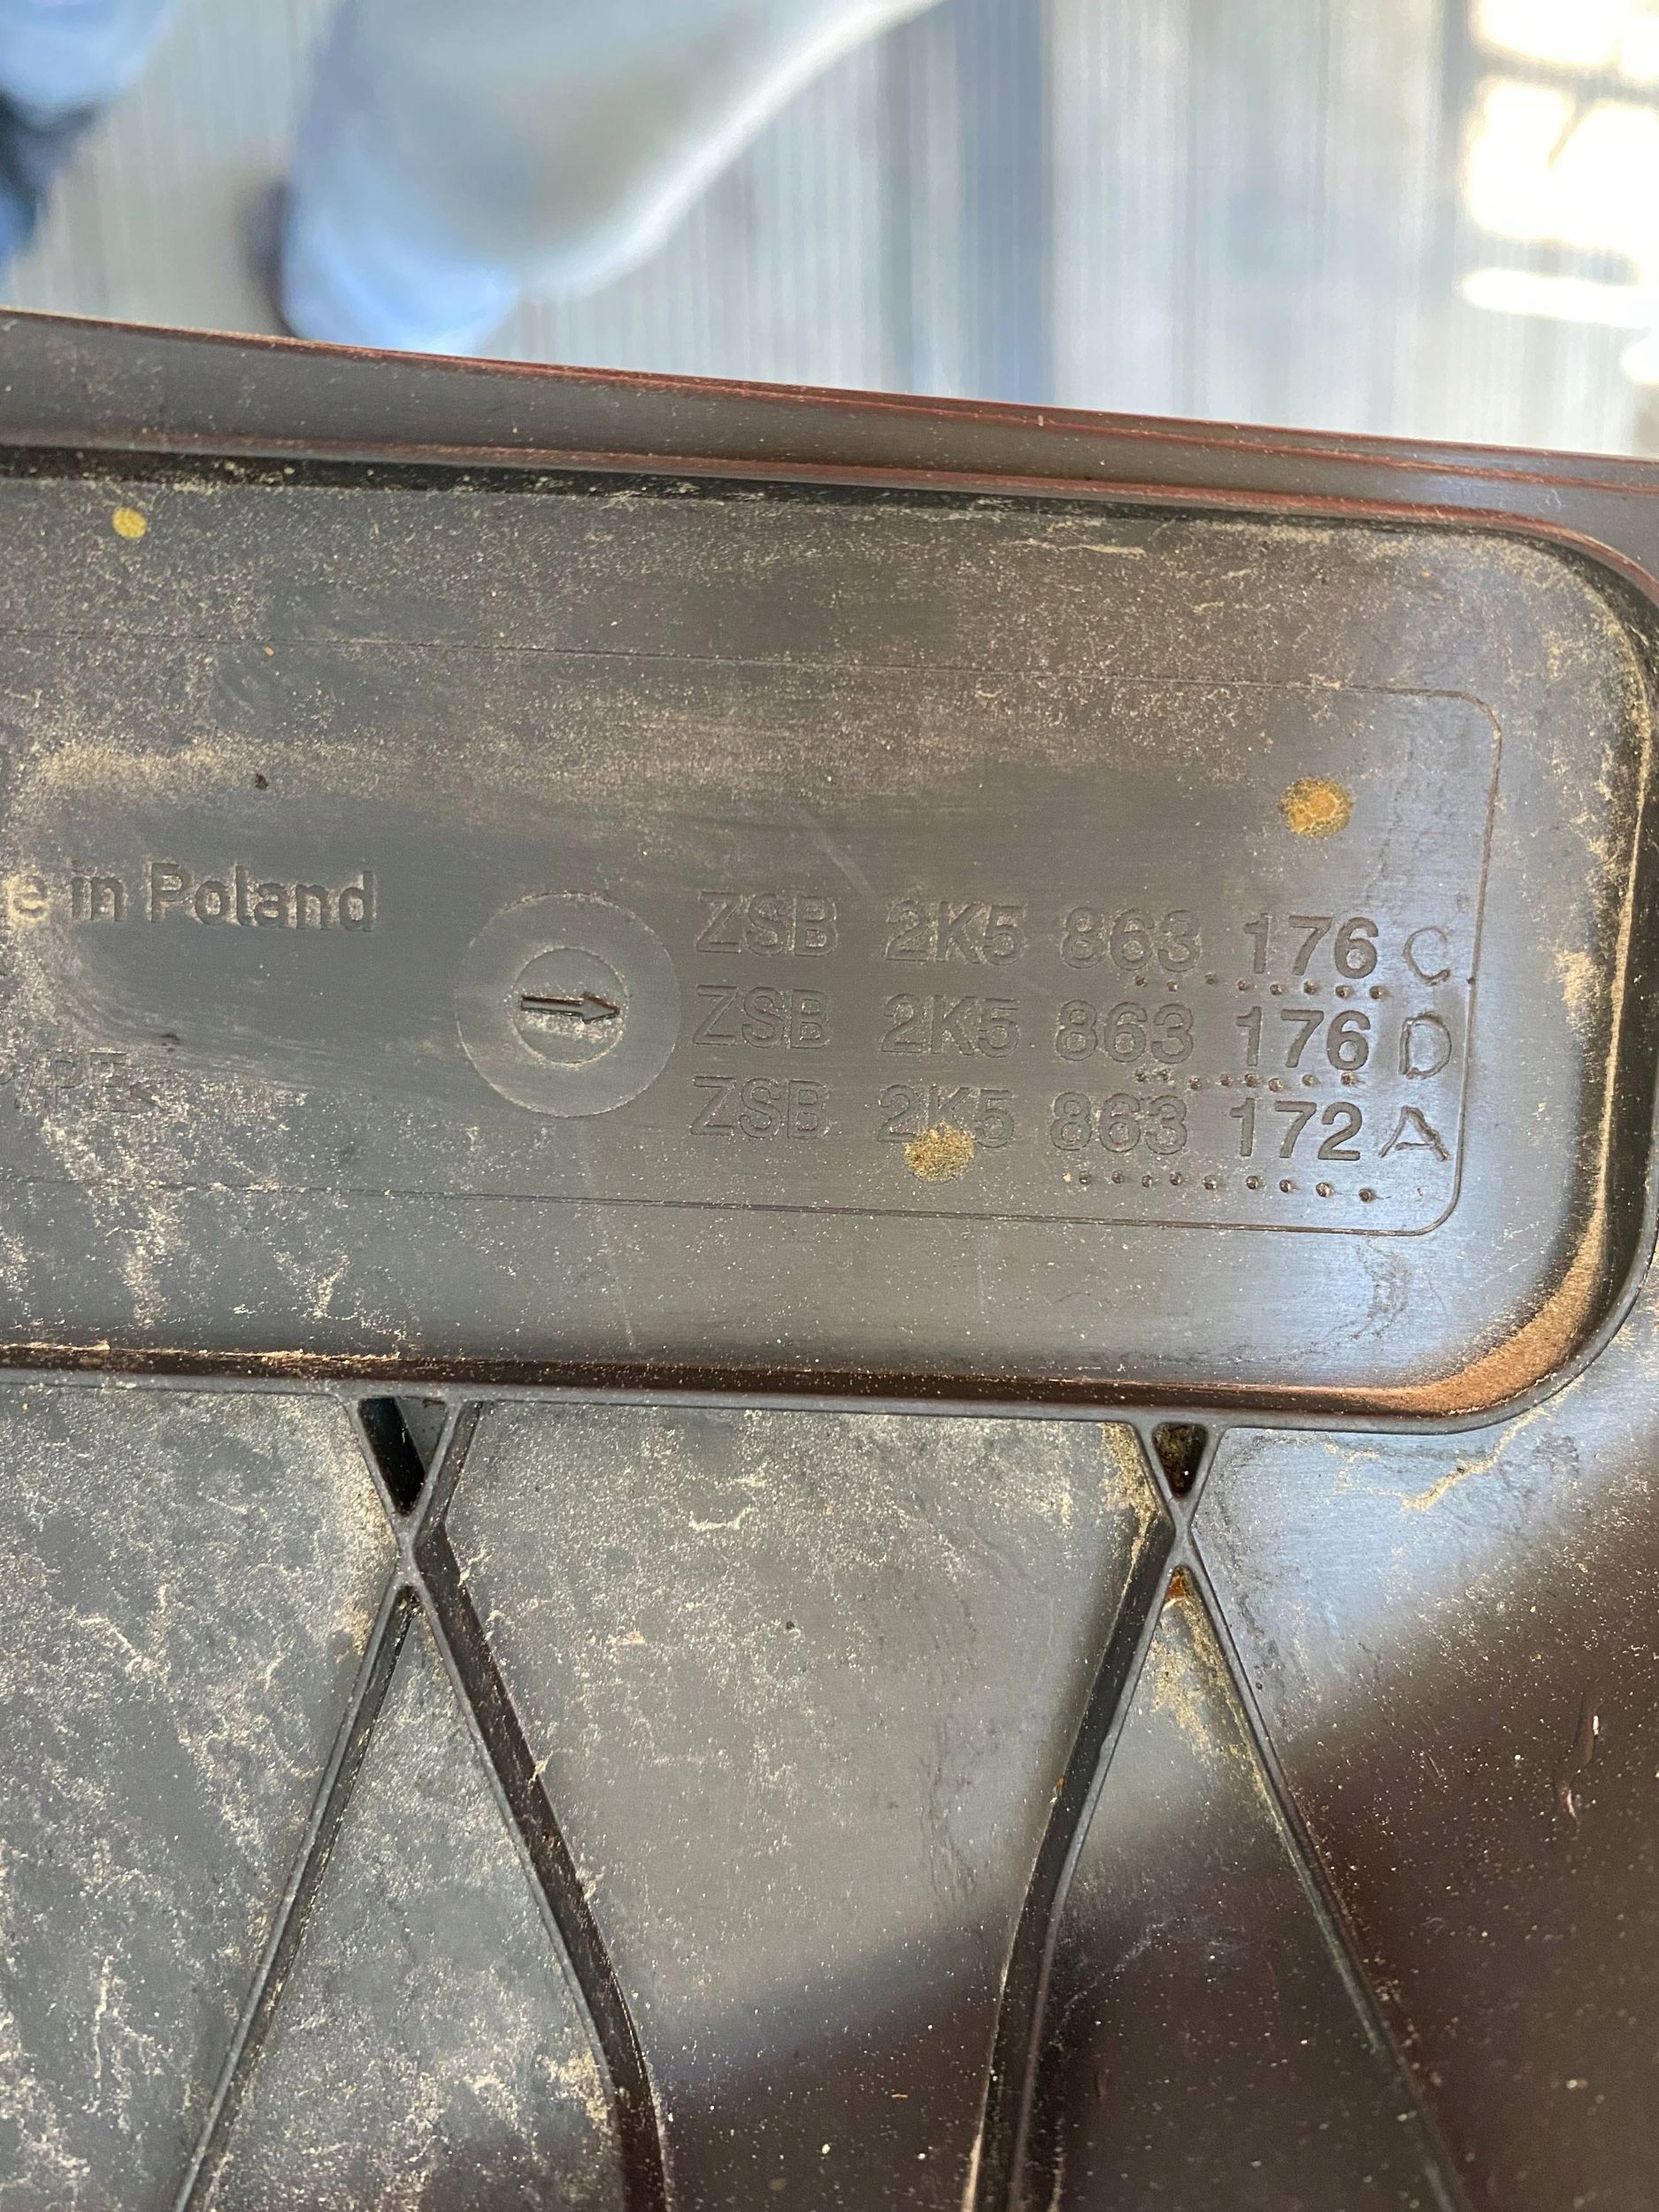 e in Poland
ZSB 2K5 863 176 C
ZSB 2K5 863 176 D
ZSB 2K5 863 172 A